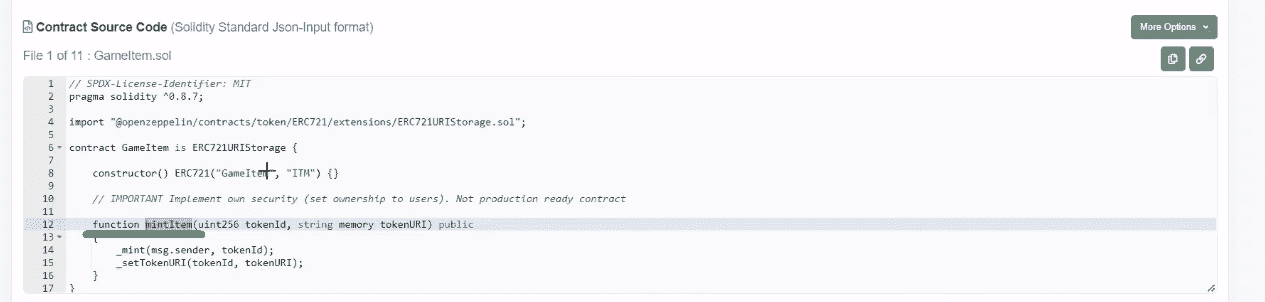 Contract Source Code (Solidity Standard Json-Input format)
More Options
File 1 of 11 : GameItem.sol
1 // SPDX-License-Identifier: MIT
2 pragma solidity ^0.8.7;
3
4 import "@openzeppelin/contracts/token/ERC721/extensions/ERC721URIStorage.sol";
5
6 contract GameItem is ERC721URIStorage {
7
8 constructor() ERC721("GameItem", "ITM") {}
9
10 // IMPORTANT Implement own security (set ownership to users). Not production ready contract
11
12 function mintItem(uint256 tokenId, string memory tokenURI) public
13 {
14 _mint(msg.sender, tokenId);
15 _setTokenURI(tokenId, tokenURI);
16 }
17 }